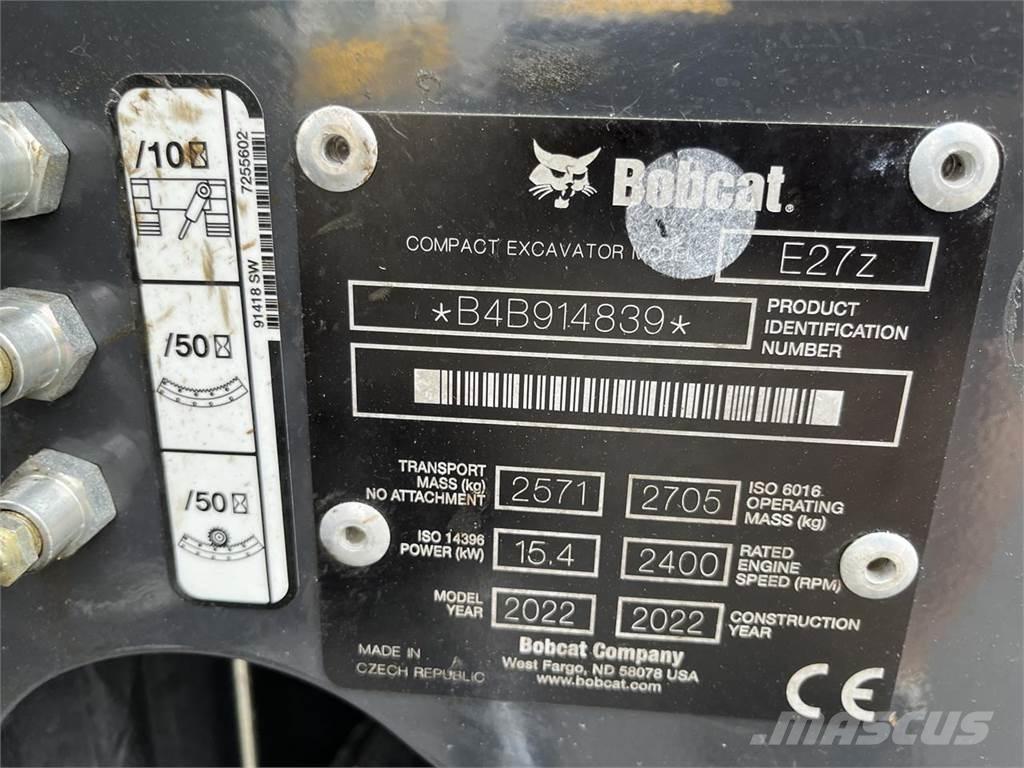 /10
/50
/50
7255602
91418 SW
Bobcat®
COMPACT EXCAVATOR MODEL E27z
*B4B914839* PRODUCT
IDENTIFICATION
NUMBER
TRANSPORT
MASS (kg)
NO ATTACHMENT 2571
2705 ISO 6016
OPERATING
MASS (kg)
ISO 14396
POWER (kW) 15.4
2400 RATED
ENGINE
SPEED (RPM)
MODEL
YEAR 2022
2022 CONSTRUCTION
YEAR
MADE IN
CZECH REPUBLIC
Bobcat Company
West Fargo, ND 58078 USA
www.bobcat.com
CE
MASCUS